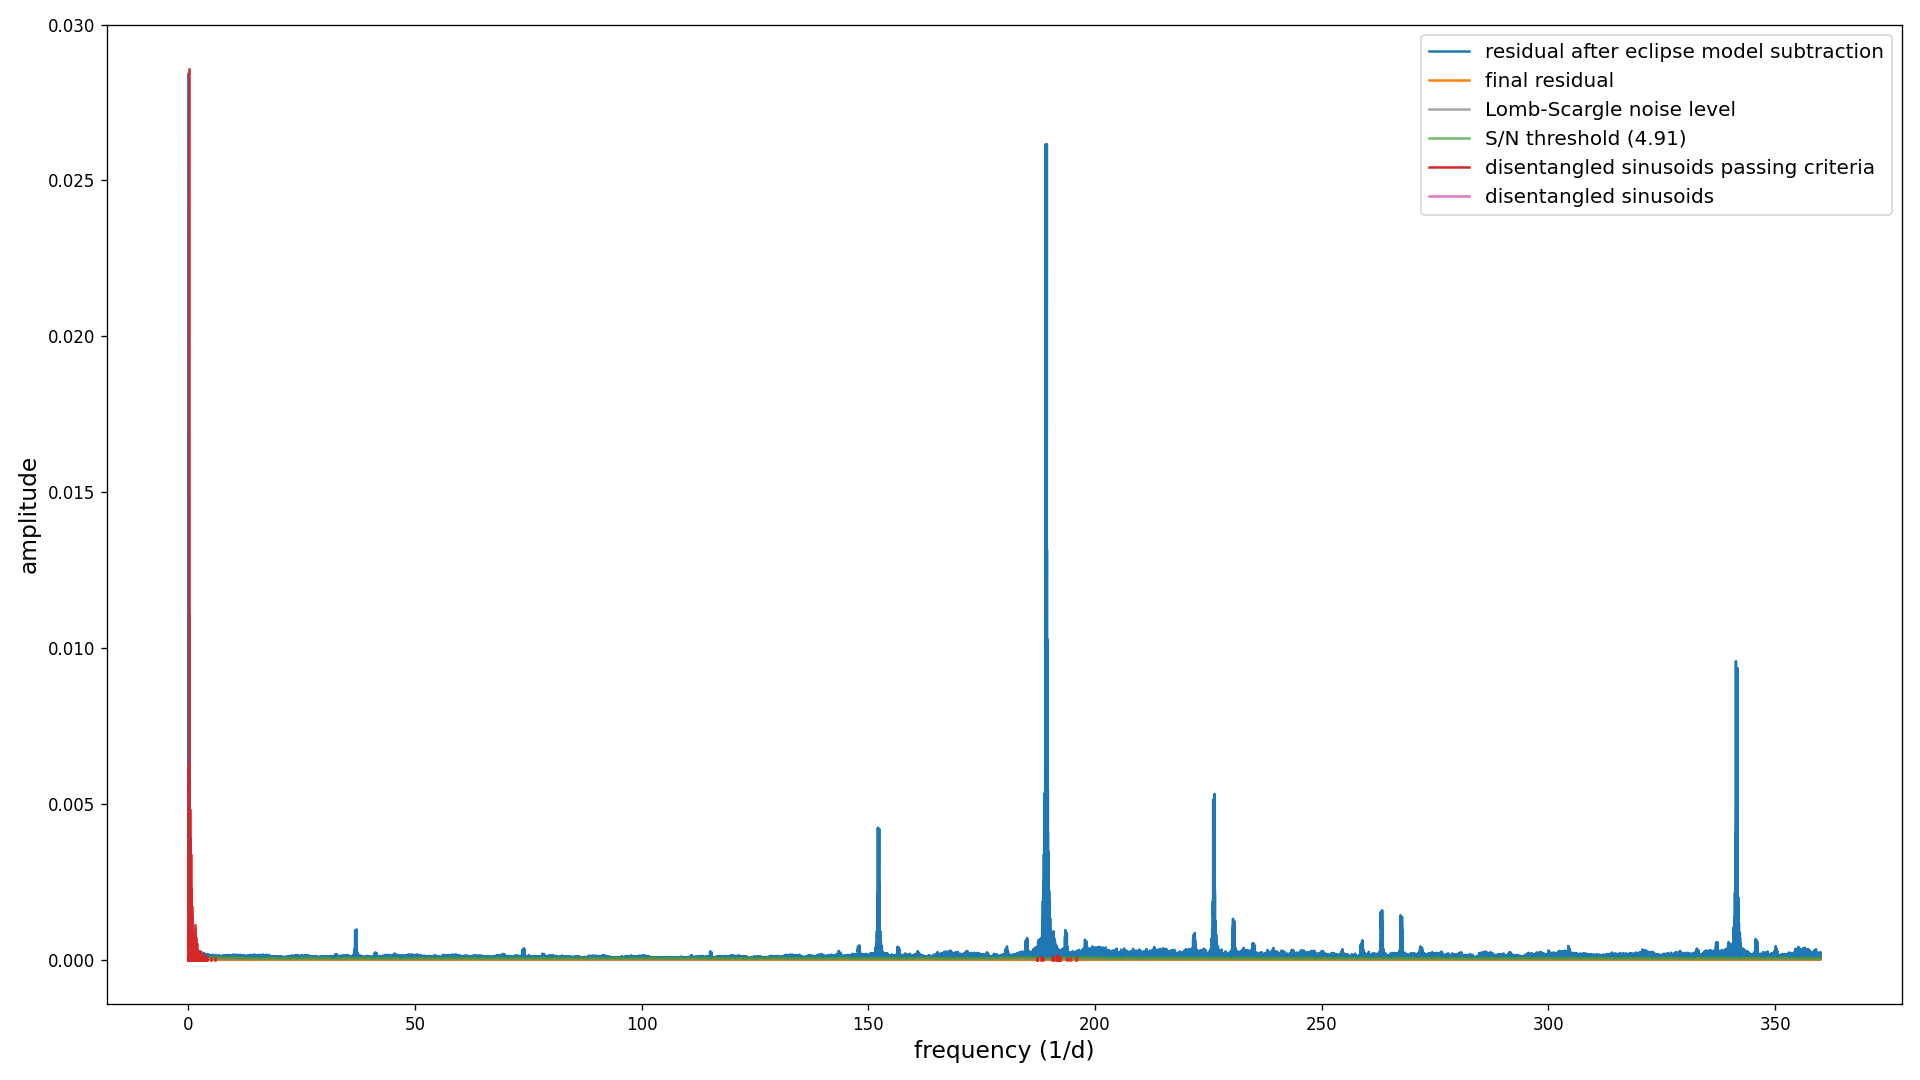 0.030
0.025
0.020
0.015
0.010
0.005
0.000
amplitude
residual after eclipse model subtraction
final residual
Lomb-Scargle noise level
S/N threshold (4.91)
disentangled sinusoids passing criteria
disentangled sinusoids
0 50 100 150 200 250 300 350
frequency (1/d)